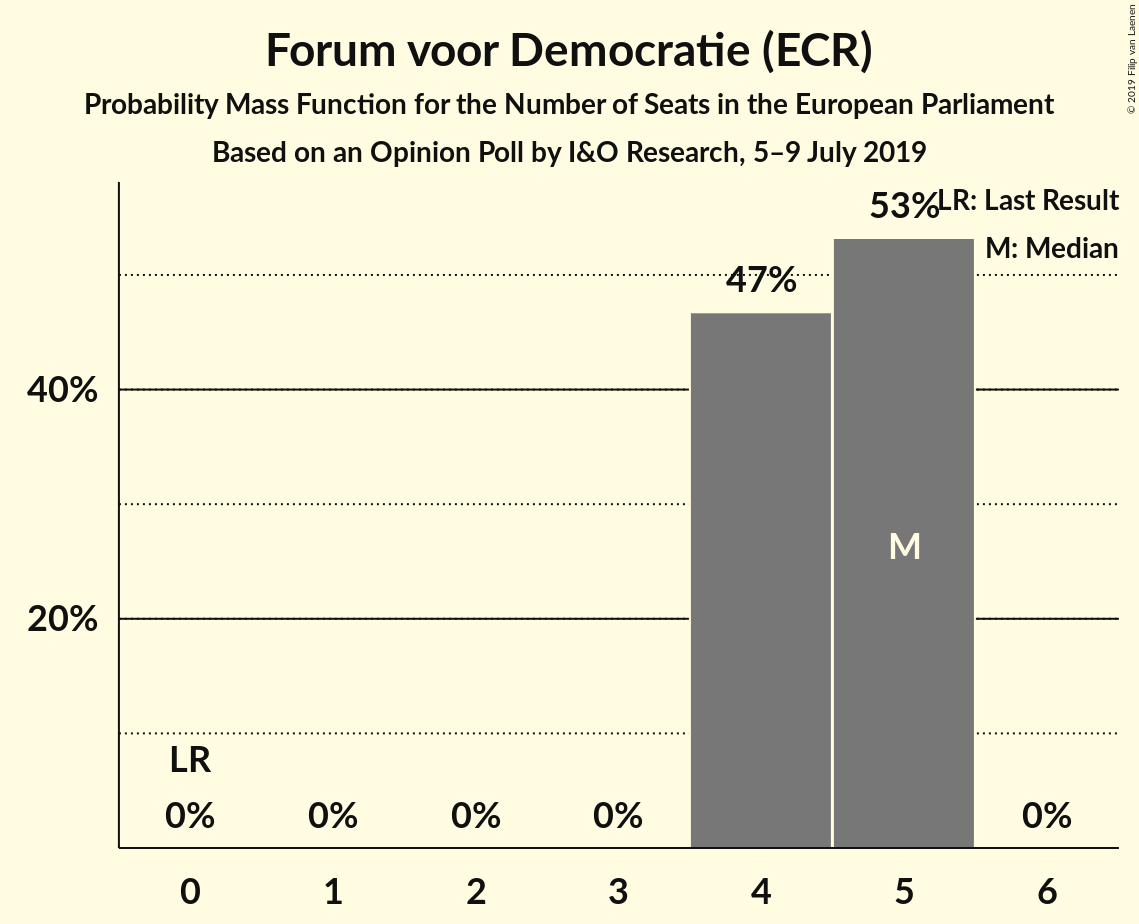 Forum voor Democratie (ECR)
Probability Mass Function for the Number of Seats in the European Parliament
Based on an Opinion Poll by I&O Research, 5–9 July 2019
© 2019 Filip van Laenen
LR: Last Result
M: Median
53%
47%
40%
20%
M
LR
0% 0% 0% 0% 0%
0 1 2 3 4 5 6